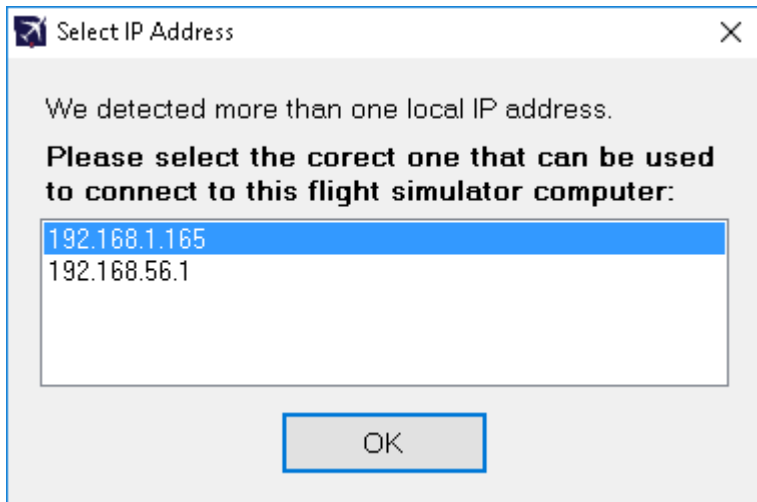 Select IP Address
We detected more than one local IP address.
Please select the corect one that can be used
to connect to this flight simulator computer:
192.168.1.165
192.168.56.1
OK